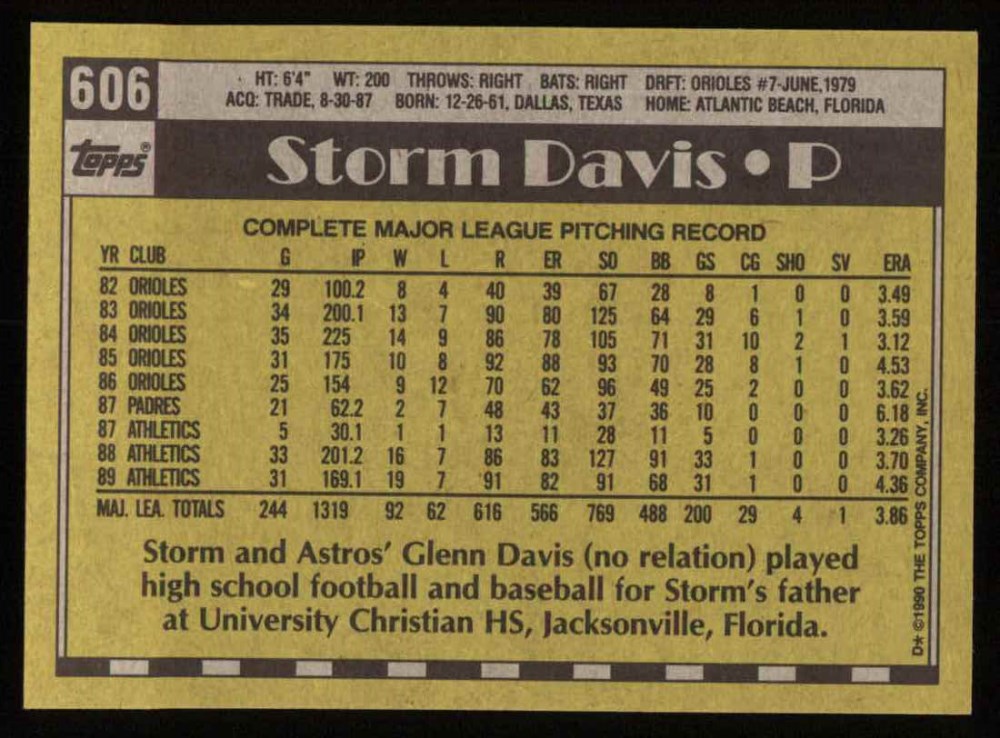 606
HT: 6'4" WT: 200 THROWS: RIGHT BATS: RIGHT DRFT: ORIOLES #7-JUNE,1979
ACQ: TRADE, 8-30-87 BORN: 12-26-61, DALLAS, TEXAS HOME: ATLANTIC BEACH, FLORIDA
topps® Storm Davis • P
COMPLETE MAJOR LEAGUE PITCHING RECORD
YR CLUB G IP W L R ER SO BB GS CG SHO SV ERA
82 ORIOLES 29 100.2 8 4 40 39 67 28 8 1 0 0 3.49
83 ORIOLES 34 200.1 13 7 90 80 125 64 29 6 1 0 3.59
84 ORIOLES 35 225 14 9 86 78 105 71 31 10 2 1 3.12
85 ORIOLES 31 175 10 8 92 88 93 70 28 8 1 0 4.53
86 ORIOLES 25 154 9 12 70 62 96 49 25 2 0 0 3.62
87 PADRES 21 62.2 2 7 48 43 37 36 10 0 0 0 6.18
87 ATHLETICS 5 30.1 1 1 13 11 28 11 5 0 0 0 3.26
88 ATHLETICS 33 201.2 16 7 86 83 127 91 33 1 0 0 3.70
89 ATHLETICS 31 169.1 19 7 91 82 91 68 31 1 0 0 4.36
MAJ. LEA. TOTALS 244 1319 92 62 616 566 769 488 200 29 4 1 3.86
Storm and Astros' Glenn Davis (no relation) played
high school football and baseball for Storm's father
at University Christian HS, Jacksonville, Florida.
D* ©1990 THE TOPPS COMPANY, INC.